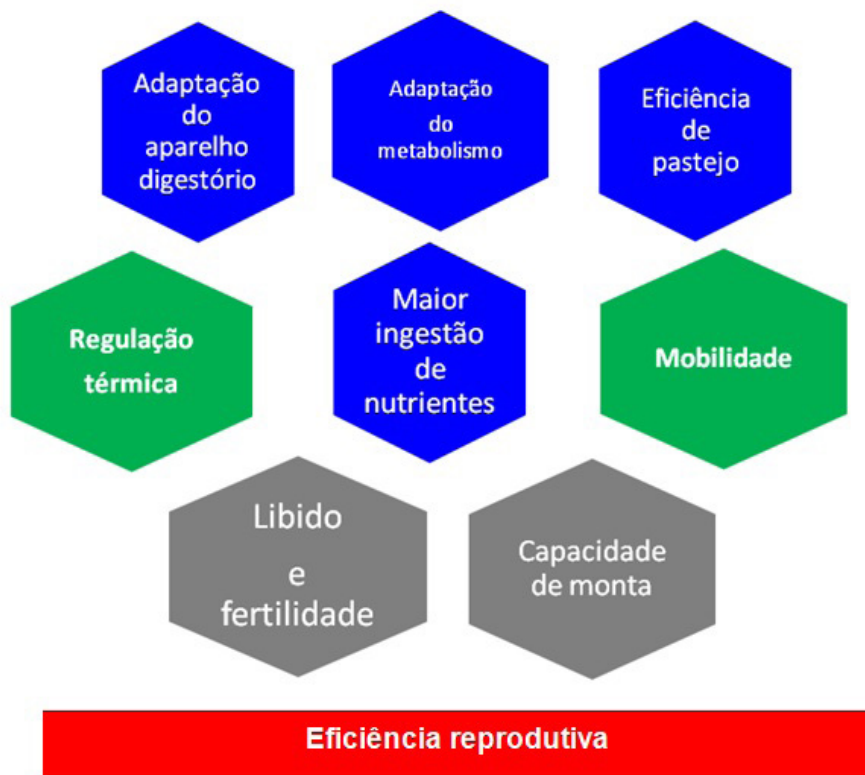 Adaptação
do
aparelho
digestório
Adaptação
do
metabolismo
Eficiência
de
pastejo
Regulação
térmica
Maior
ingestão
de
nutrientes
Mobilidade
Libido
e
fertilidade
Capacidade
de monta
Eficiência reprodutiva